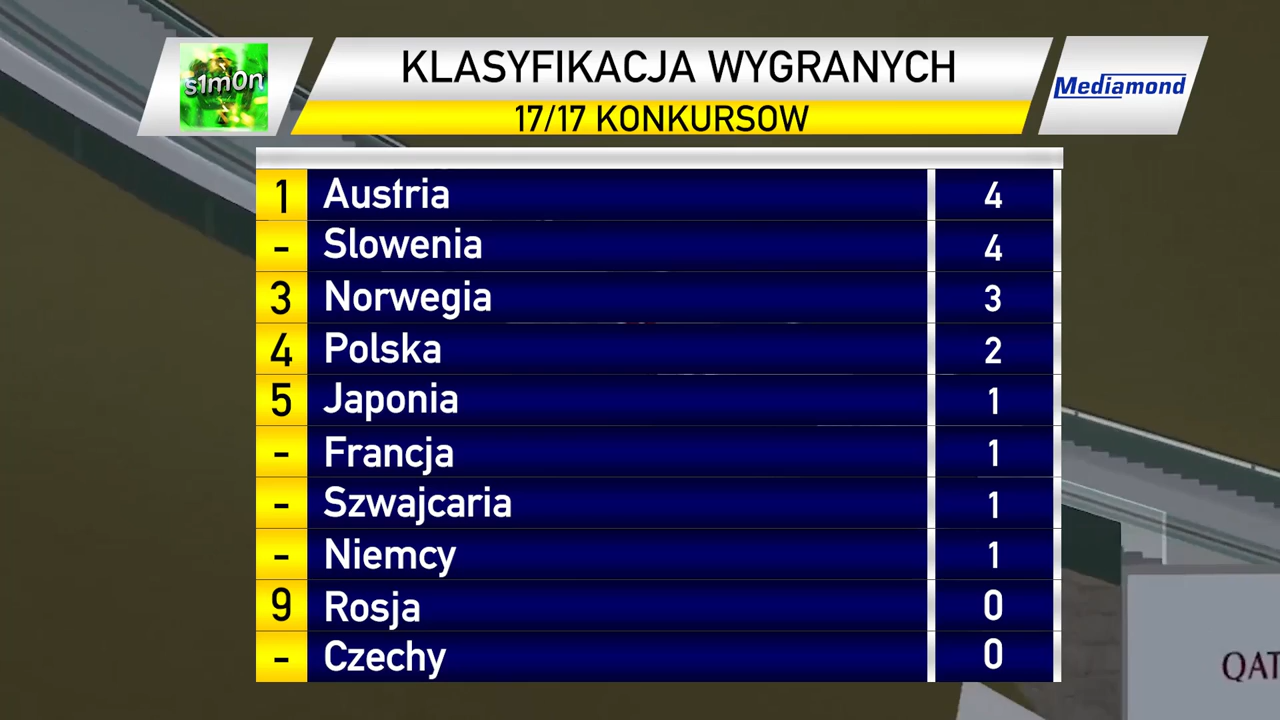 s1m0n
KLASYFIKACJA WYGRANYCH
17/17 KONKURSOW
Mediamond
1 Austria 4
- Slowenia 4
3 Norwegia 3
4 Polska 2
5 Japonia 1
- Francja 1
- Szwajcaria 1
- Niemcy 1
9 Rosja 0
- Czechy 0
QAT